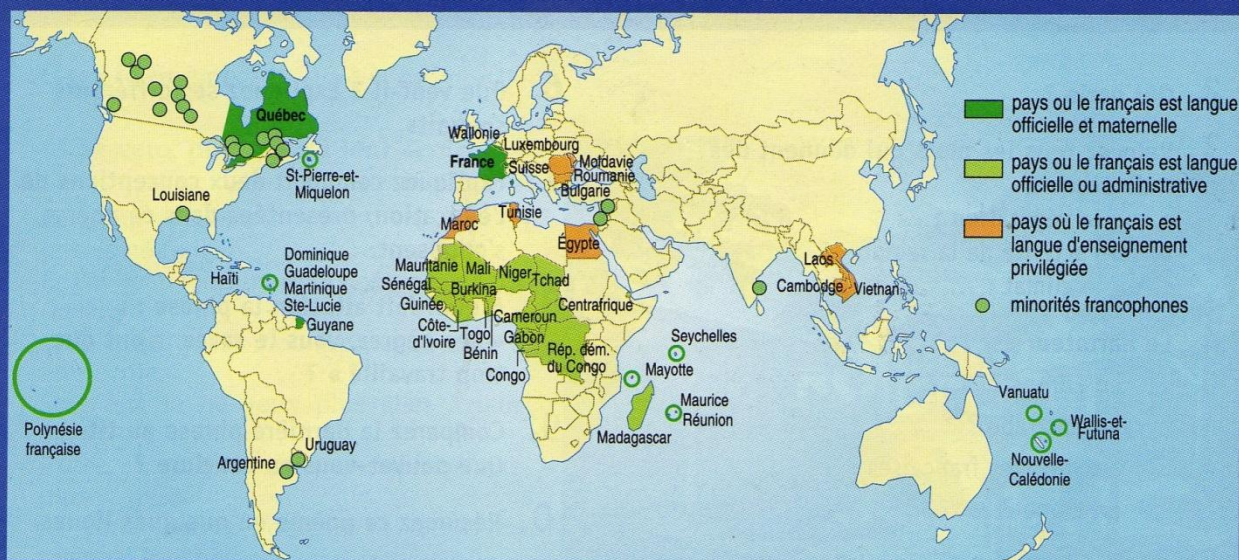 Québec
St-Pierre-et-
Miquelon
Louisiane
Haïti
Dominique
Guadeloupe
Martinique
Ste-Lucie
Guyane
Polynésie
française
Argentine
Uruguay
Wallonie
Luxembourg
France
Suisse
Moldavie
Roumanie
Bulgarie
Tunisie
Maroc
Égypte
Mauritanie
Mali
Niger
Tchad
Sénégal
Burkina
Guinée
Centrafrique
Côte-
d'Ivoire
Togo
Bénin
Cameroun
Gabon
Congo
Rép. dém.
du Congo
Seychelles
Mayotte
Maurice
Réunion
Madagascar
Laos
Cambodge
Vietnan
Vanuatu
Wallis-et-
Futuna
Nouvelle-
Calédonie
pays ou le français est langue
officielle et maternelle
pays ou le français est langue
officielle ou administrative
pays où le français est
langue d'enseignement
privilégiée
minorités francophones